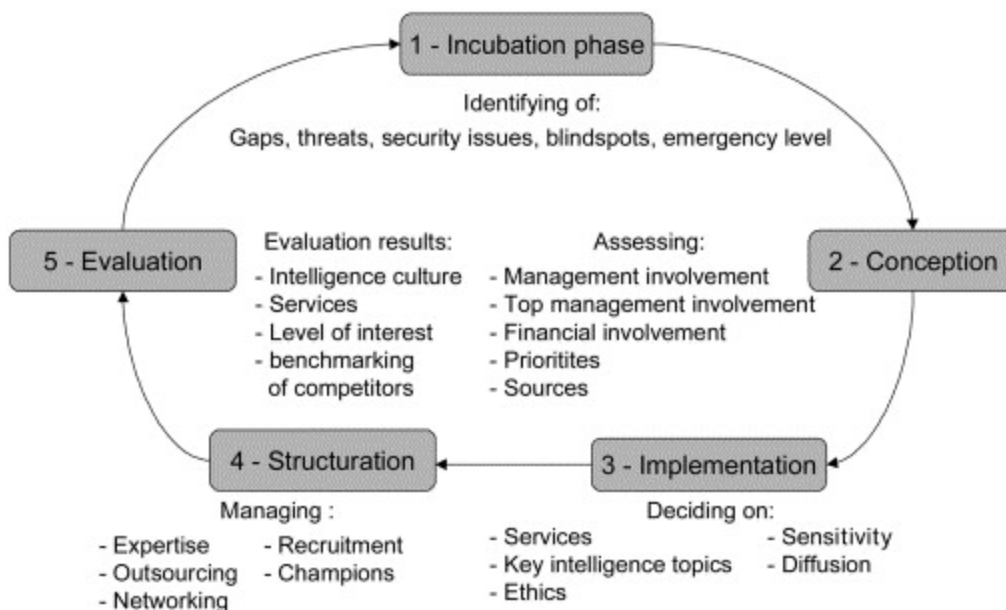 1 - Incubation phase
Identifying of:
Gaps, threats, security issues, blindspots, emergency level
5 - Evaluation
Evaluation results:
- Intelligence culture
- Services
- Level of interest
- benchmarking
of competitors
Assessing:
- Management involvement
- Top management involvement
- Financial involvement
- Prioritites
- Sources
2 - Conception
4 - Structuration
Managing :
- Expertise
- Outsourcing
- Networking
- Recruitment
- Champions
3 - Implementation
Deciding on:
- Services
- Key intelligence topics
- Ethics
- Sensitivity
- Diffusion